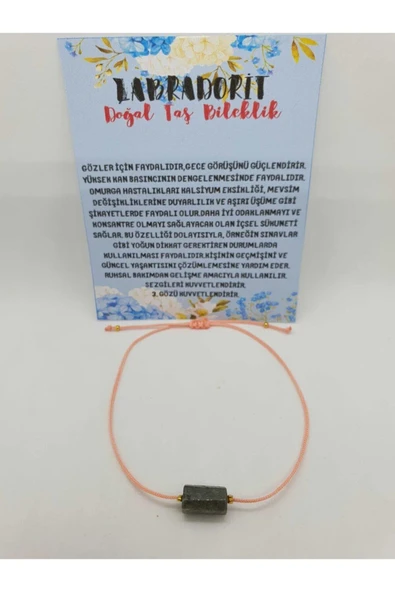 LABRADORİT
Doğal Taş Bileklik
GÖZLER İÇİN FAYDALIDIR,GECE GÖRÜŞÜNÜ GÜÇLENDİRİR.
YÜKSEK KAN BASINCININ DENGELENMESİNDE FAYDALIDIR.
OMURGA HASTALIKLARI KALSİYUM EKSİKLİĞİ, MEVSİM
DEĞİŞİKLİKLERİNE DUYAALILIK VE AŞIRI ÜŞÜME GİBİ
ŞİKAYETLERDE FAYDALI OLUR.DAHA İYİ ODAKLANMAYI VE
KONSANTRE OLMAYI SAĞLAYACAK OLAN İÇSEL SÜKUNETİ
SAĞLAR. BU ÖZELLİĞİ DOLAYISIYLA, ÖRNEĞİN SINAVLAR
GİBİ YOĞUN DİKKAT GEREKTİREN DURUMLARDA
KULLANILMASI FAYDALIDIR.KİŞİNİN GEÇMİŞİNİ VE
GÜNCEL YAŞANTISINI ÇÖZÜMLEMESİNE YARDIM EDER.
RUHSAL BAKIMDAN GELİŞME AMACIYLA KULLANILIR.
SEZGİLERİ KUVVETLENDİRİR.
3. GÖZÜ KUVVETLENDİRİR.